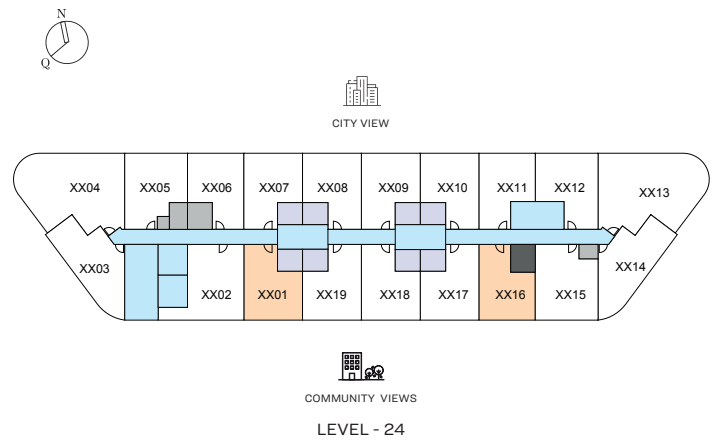 N
Q
CITY VIEW
XX04 XX05 XX06 XX07 XX08 XX09 XX10 XX11 XX12 XX13
XX03 XX14
XX02 XX01 XX19 XX18 XX17 XX16 XX15
COMMUNITY VIEWS
LEVEL - 24